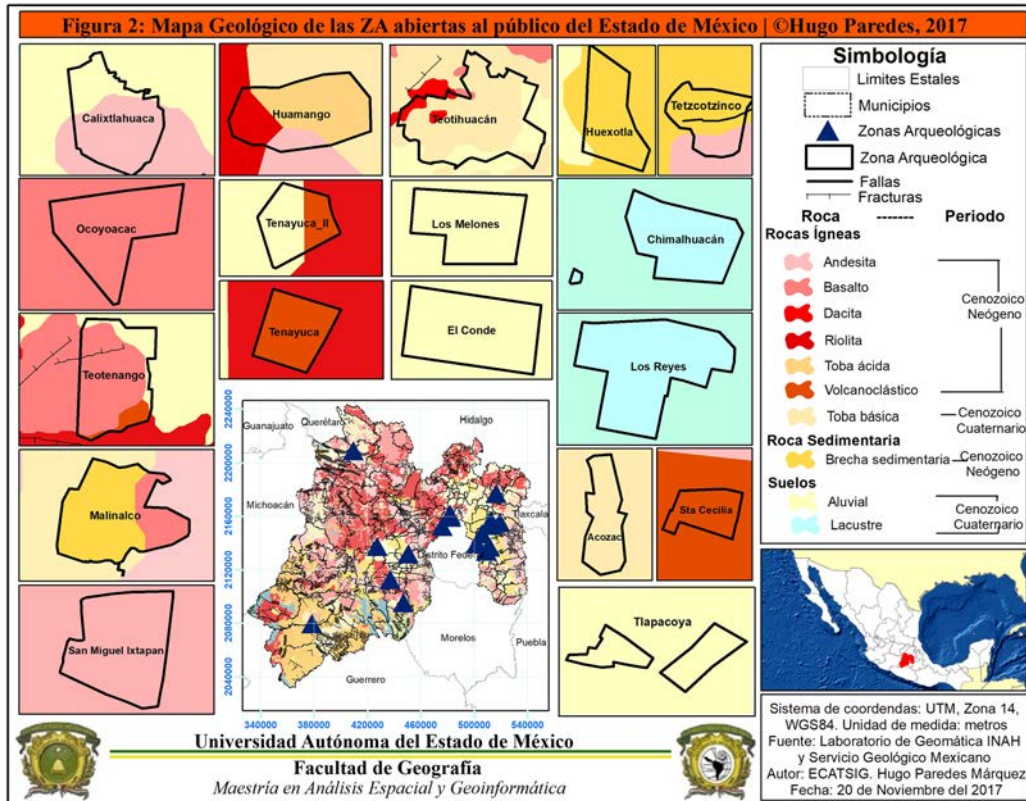 Figura 2: Mapa Geológico de las ZA abiertas al público del Estado de México | ©Hugo Paredes, 2017
Calixtlahuaca
Huamango
Teotihuacán
Huexotla
Tetzcotzinco
Ocoyoacac
Tenayuca_II
Los Melones
Chimalhuacán
Tenayuca
El Conde
Teotenango
Los Reyes
Malinalco
Acozac
Sta Cecilia
San Miguel Ixtapan
Tlapacoya
2240000
2200000
2160000
2120000
2080000
2040000
Guanajuato
Querétaro
Hidalgo
Michoacán
Tlaxcala
Distrito Federal
Morelos
Puebla
Guerrero
340000 380000 420000 460000 500000 540000
Simbología
Limites Estales
Municipios
Zonas Arqueológicas
Zona Arqueológica
Fallas
Fracturas
Roca ------- Periodo
Rocas Ígneas
Andesita
Basalto
Dacita
Riolita
Toba ácida
Volcanoclástico
Cenozoico
Neógeno
Toba básica
Cenozoico
Cuaternario
Roca Sedimentaria
Brecha sedimentaria
Cenozoico
Neógeno
Suelos
Aluvial
Lacustre
Cenozoico
Cuaternario
Sistema de coordendas: UTM, Zona 14,
WGS84. Unidad de medida: metros
Fuente: Laboratorio de Geomática INAH
y Servicio Geológico Mexicano
Autor: ECATSIG. Hugo Paredes Márquez
Fecha: 20 de Noviembre del 2017
Universidad Autónoma del Estado de México
Facultad de Geografía
Maestría en Análisis Espacial y Geoinformática